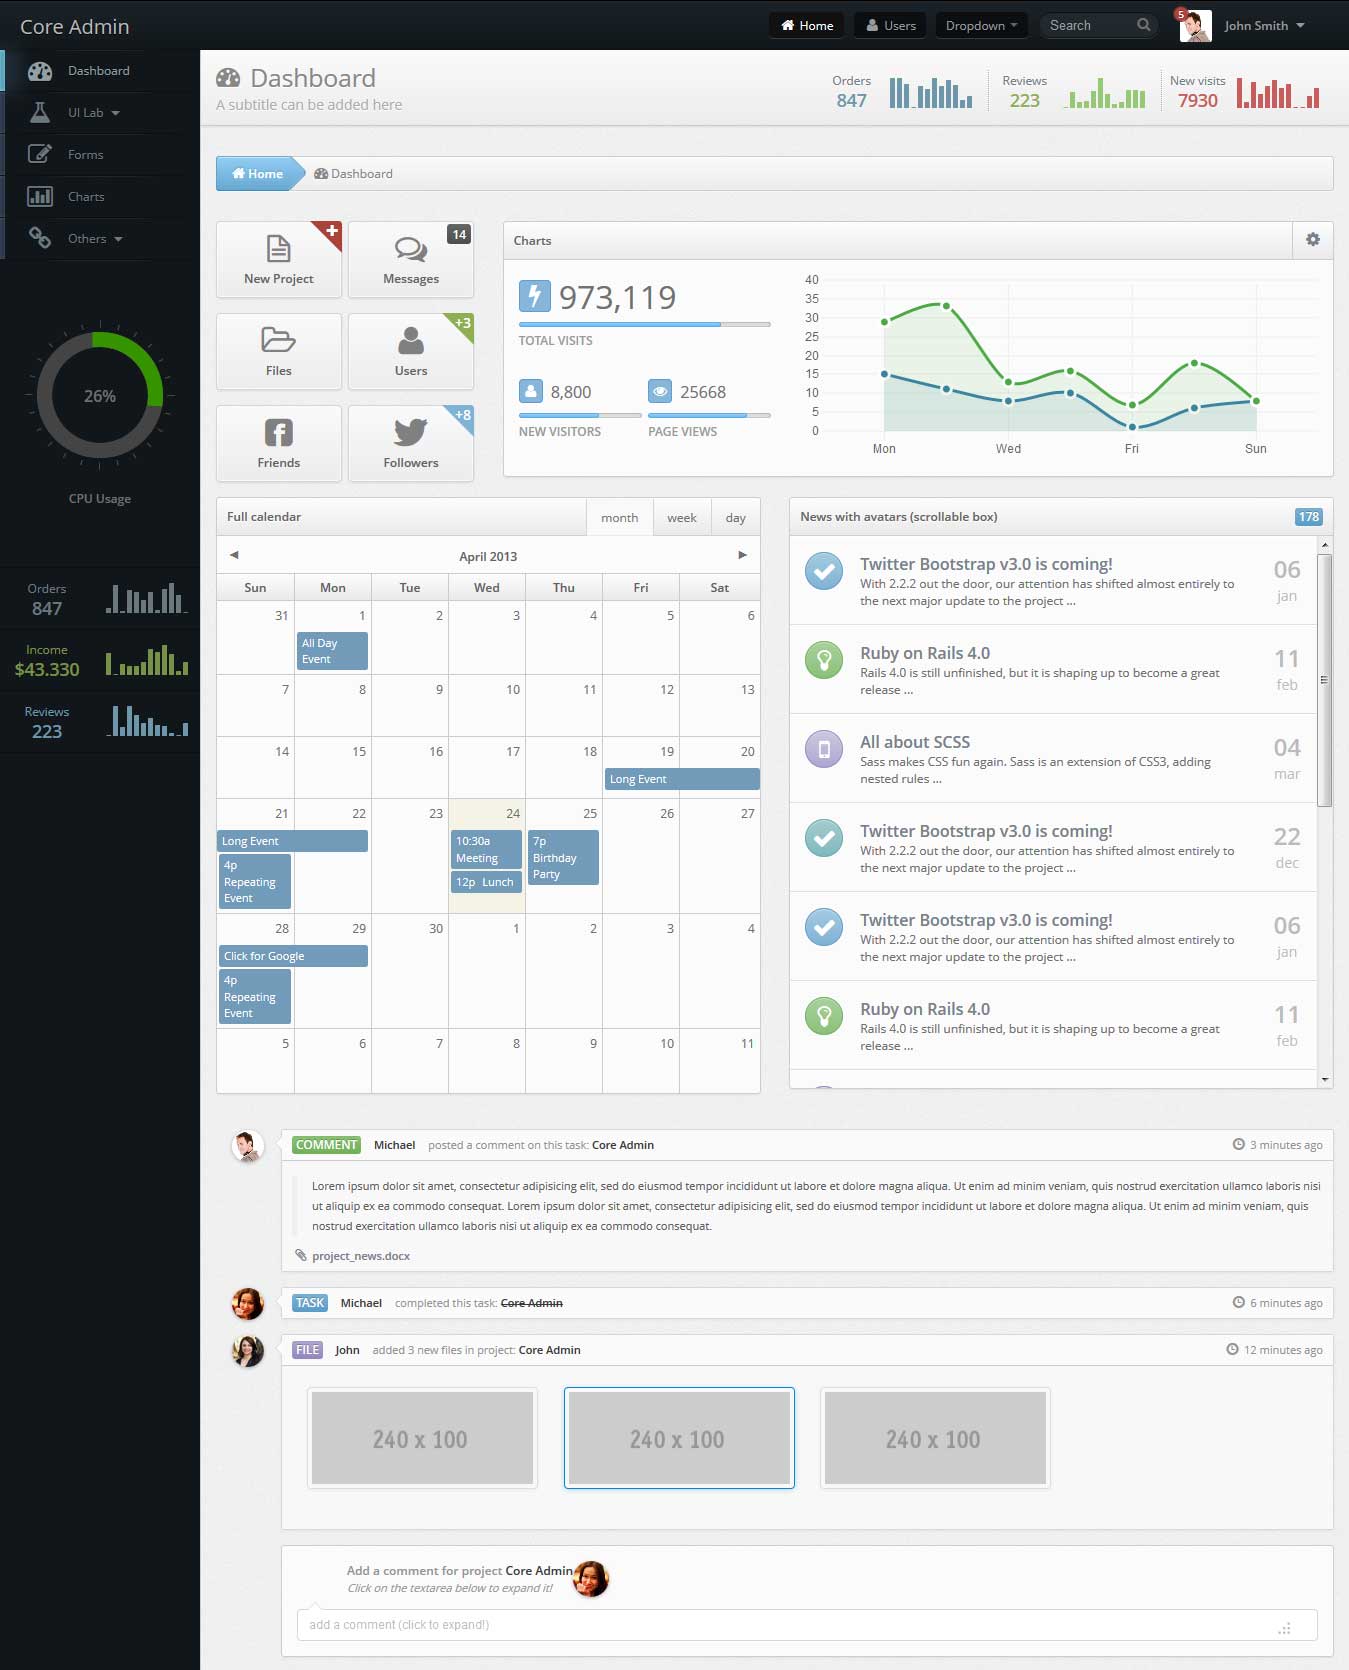 Core Admin
Home
Users
Dropdown
Search
5
John Smith
Dashboard
UI Lab
Forms
Charts
Others
26%
CPU Usage
Orders
847
Income
$43.330
Reviews
223
Dashboard
A subtitle can be added here
Orders
847
Reviews
223
New visits
7930
Home
Dashboard
New Project
14
Messages
Files
+3
Users
Friends
+8
Followers
Charts
973,119
TOTAL VISITS
8,800
NEW VISITORS
25668
PAGE VIEWS
40
35
30
25
20
15
10
5
0
Mon Wed Fri Sun
Full calendar
month week day
April 2013
Sun Mon Tue Wed Thu Fri Sat
31 1 2 3 4 5 6
All Day
Event
7 8 9 10 11 12 13
14 15 16 17 18 19 20
Long Event
21 22 23 24 25 26 27
Long Event
4p
Repeating
Event
10:30a
Meeting
12p Lunch
7p
Birthday
Party
28 29 30 1 2 3 4
Click for Google
4p
Repeating
Event
5 6 7 8 9 10 11
News with avatars (scrollable box)
178
Twitter Bootstrap v3.0 is coming!
With 2.2.2 out the door, our attention has shifted almost entirely to
the next major update to the project ...
06
jan
Ruby on Rails 4.0
Rails 4.0 is still unfinished, but it is shaping up to become a great
release ...
11
feb
All about SCSS
Sass makes CSS fun again. Sass is an extension of CSS3, adding
nested rules ...
04
mar
Twitter Bootstrap v3.0 is coming!
With 2.2.2 out the door, our attention has shifted almost entirely to
the next major update to the project ...
22
dec
Twitter Bootstrap v3.0 is coming!
With 2.2.2 out the door, our attention has shifted almost entirely to
the next major update to the project ...
06
jan
Ruby on Rails 4.0
Rails 4.0 is still unfinished, but it is shaping up to become a great
release ...
11
feb
COMMENT Michael posted a comment on this task: Core Admin
3 minutes ago
Lorem ipsum dolor sit amet, consectetur adipisicing elit, sed do eiusmod tempor incididunt ut labore et dolore magna aliqua. Ut enim ad minim veniam, quis nostrud exercitation ullamco laboris nisi
ut aliquip ex ea commodo consequat. Lorem ipsum dolor sit amet, consectetur adipisicing elit, sed do eiusmod tempor incididunt ut labore et dolore magna aliqua. Ut enim ad minim veniam, quis
nostrud exercitation ullamco laboris nisi ut aliquip ex ea commodo consequat.
project_news.docx
TASK Michael completed this task: Core Admin
6 minutes ago
FILE John added 3 new files in project: Core Admin
12 minutes ago
240 x 100
240 x 100
240 x 100
Add a comment for project Core Admin
Click on the textarea below to expand it!
add a comment (click to expand!)